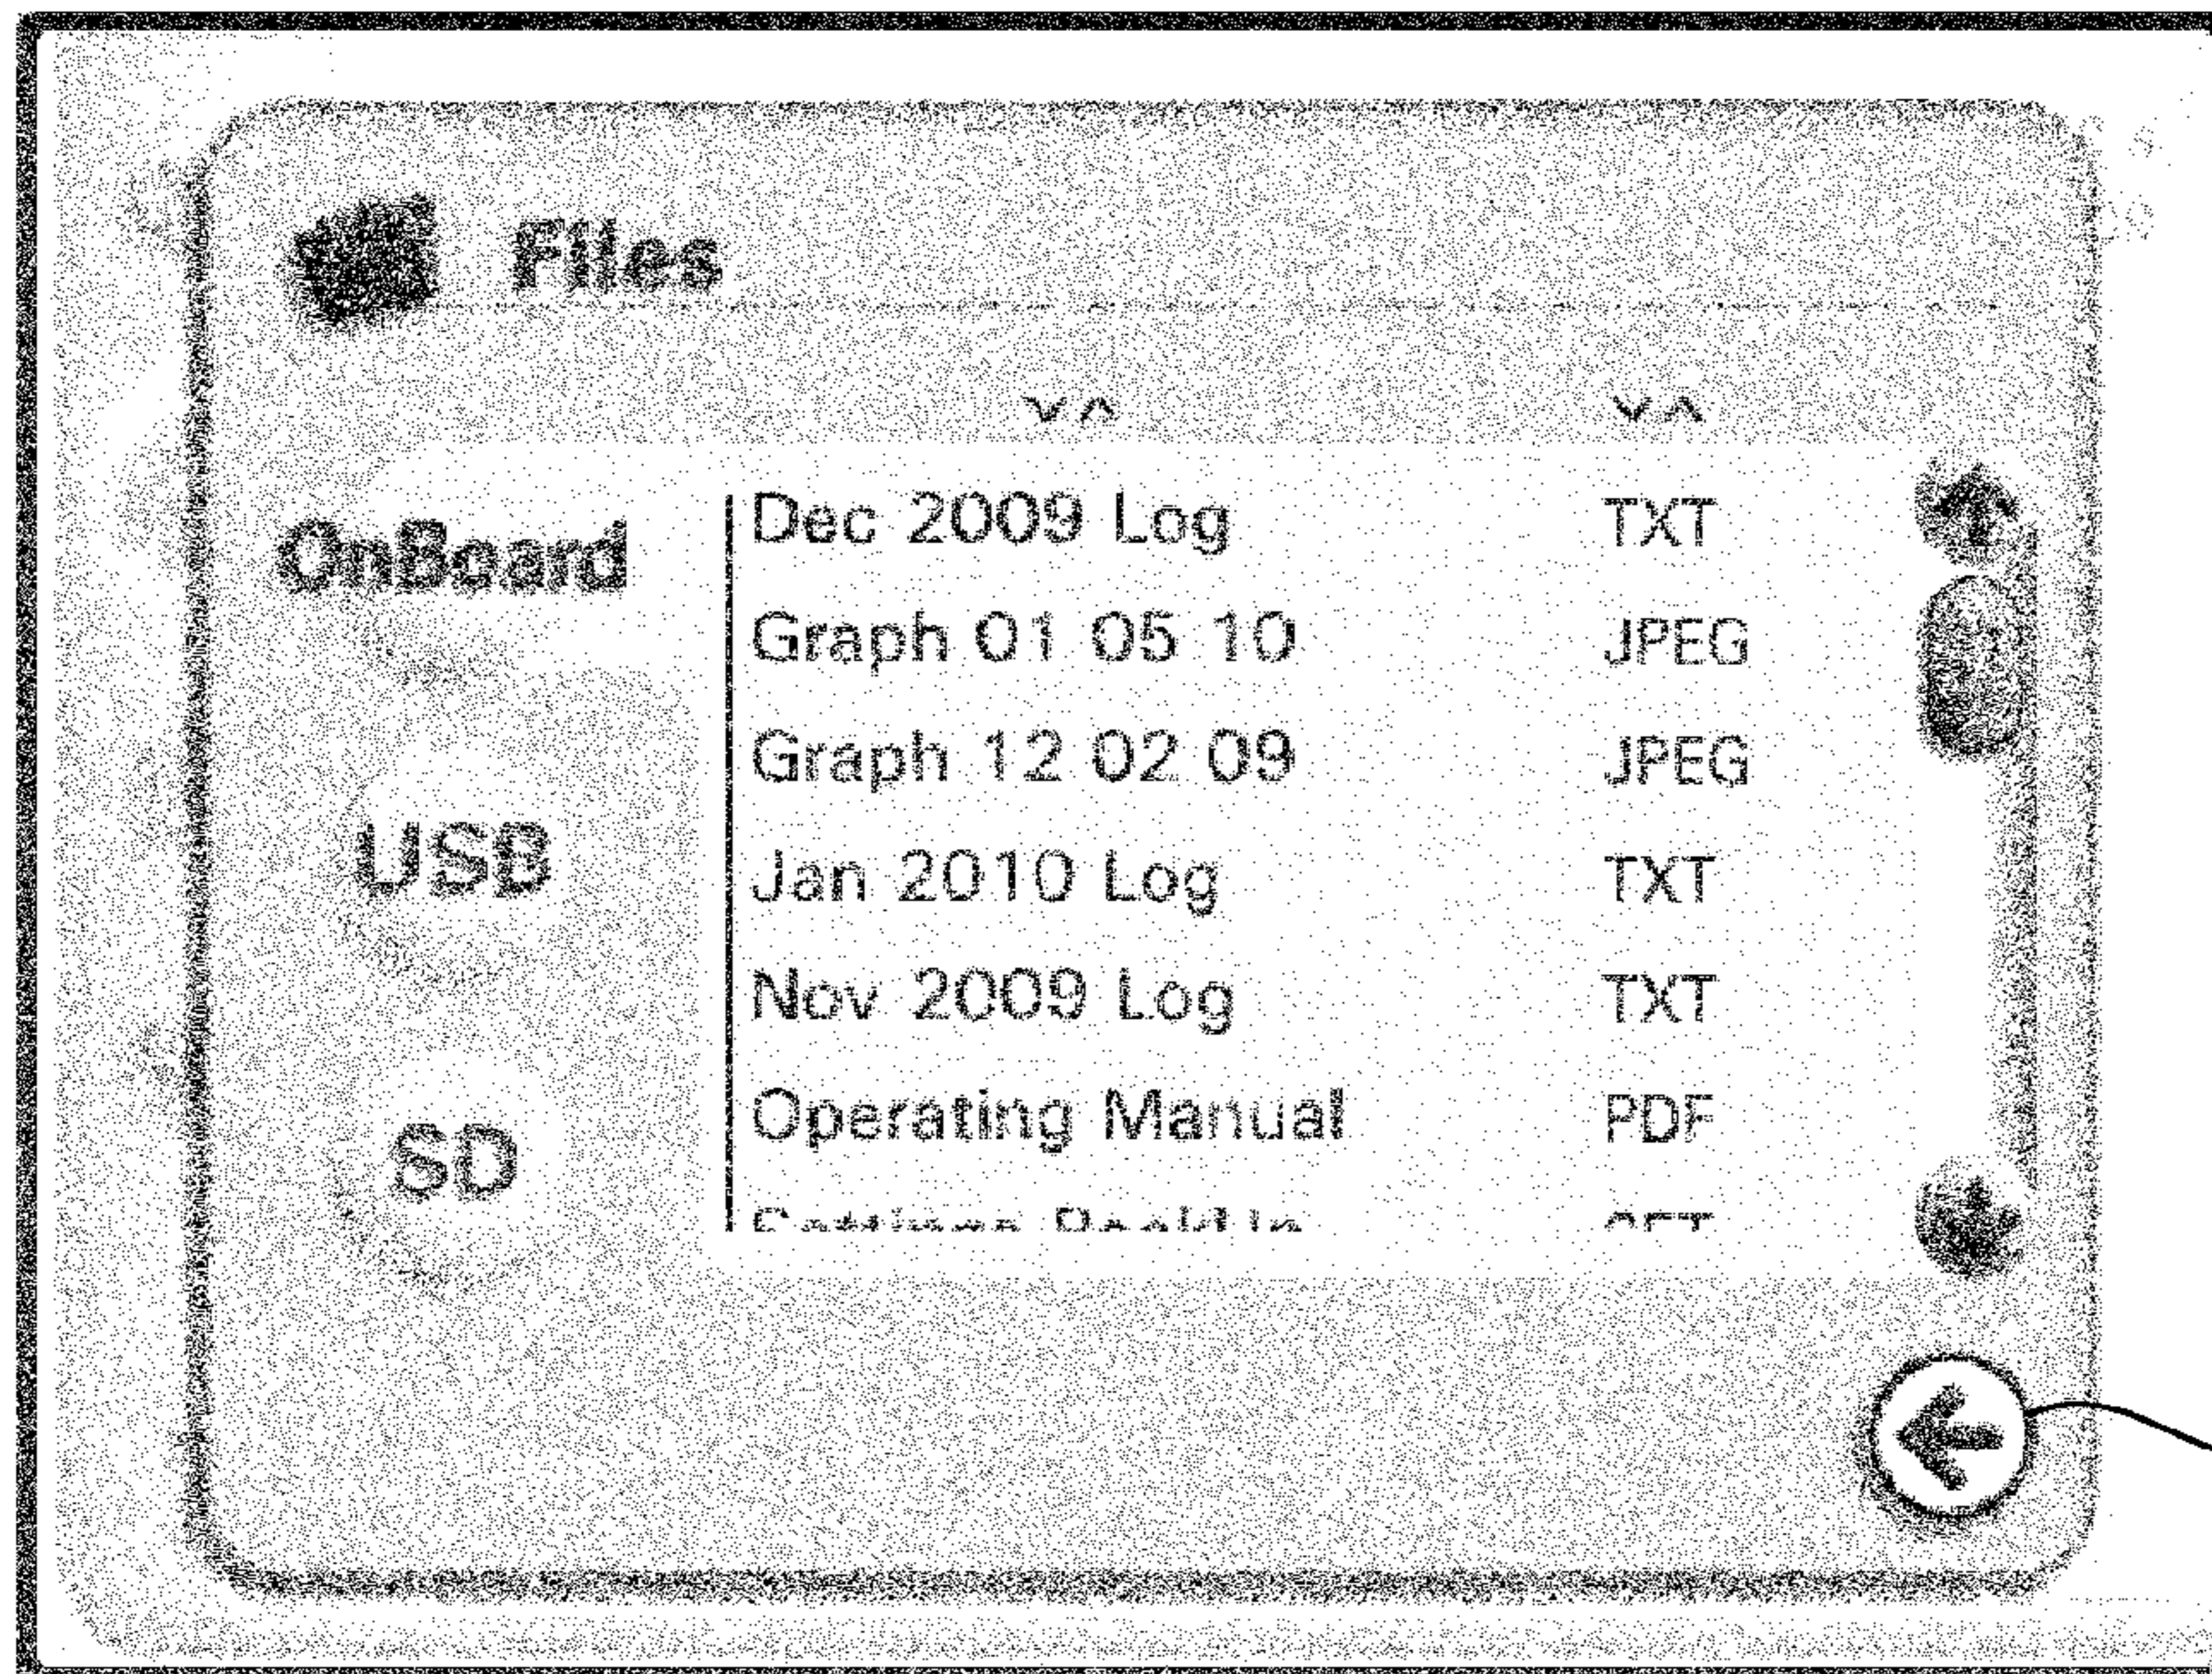 Files
OnBoard
USB
SD
Dec 2009 Log TXT
Graph 01 05 10 JPEG
Graph 12 02 09 JPEG
Jan 2010 Log TXT
Nov 2009 Log TXT
Operating Manual PDF